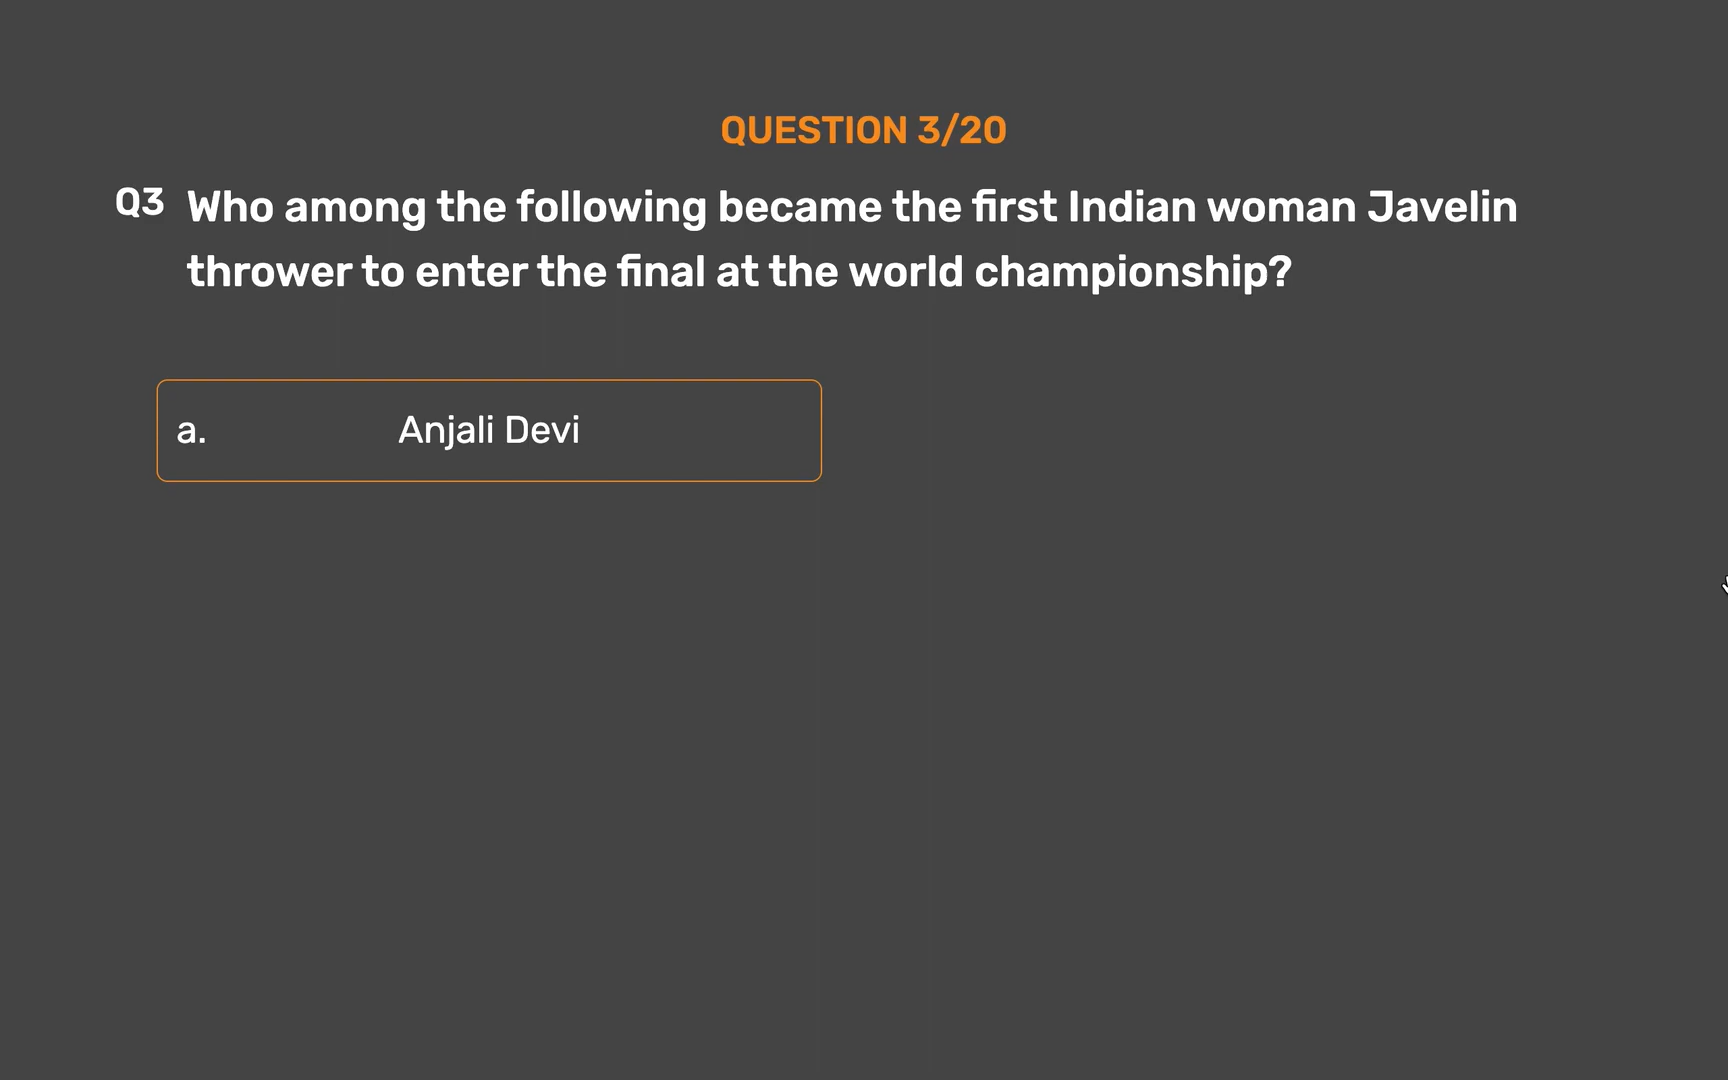 QUESTION 3/20
Q3 Who among the following became the first Indian woman Javelin
thrower to enter the final at the world championship?
a. Anjali Devi